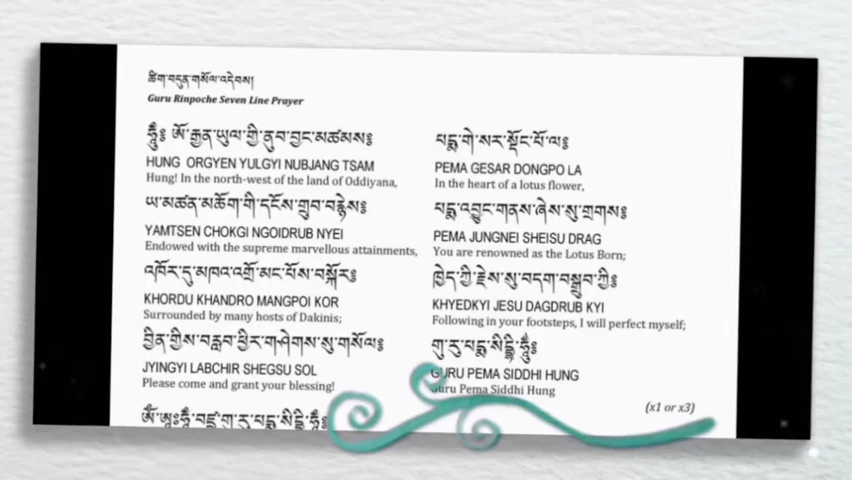 ཚིག་བདུན་གསོལ་འདེབས།
Guru Rinpoche Seven Line Prayer
ཧཱུྃ༔ ཨོ་རྒྱན་ཡུལ་གྱི་ནུབ་བྱང་མཚམས༔
པདྨ་གེ་སར་སྡོང་པོ་ལ༔
HUNG ORGYEN YULGYI NUBJANG TSAM
PEMA GESAR DONGPO LA
Hung! In the north-west of the land of Oddiyana,
In the heart of a lotus flower,
ཡ་མཚན་མཆོག་གི་དངོས་གྲུབ་བརྙེས༔
པདྨ་འབྱུང་གནས་ཞེས་སུ་གྲགས༔
YAMTSEN CHOKGI NGOIDRUB NYEI
PEMA JUNGNEI SHEISU DRAG
Endowed with the supreme marvellous attainments,
You are renowned as the Lotus Born;
འཁོར་དུ་མཁའ་འགྲོ་མང་པོས་བསྐོར༔
ཁྱེད་ཀྱི་རྗེས་སུ་བདག་བསྒྲུབ་ཀྱི༔
KHORDU KHANDRO MANGPOI KOR
KHYEDKYI JESU DAGDRUB KYI
Surrounded by many hosts of Dakinis;
Following in your footsteps, I will perfect myself;
བྱིན་གྱིས་བརླབ་ཕྱིར་གཤེགས་སུ་གསོལ༔
གུ་རུ་པདྨ་སིདྡྷི་ཧཱུྃ༔
JYINGYI LABCHIR SHEGSU SOL
GURU PEMA SIDDHI HUNG
Please come and grant your blessing!
Guru Pema Siddhi Hung
(x1 or x3)
ཨོཾ་ཨཱཿཧཱུྃ་བཛྲ་གུ་རུ་པདྨ་སིདྡྷི་ཧཱུྃ༔